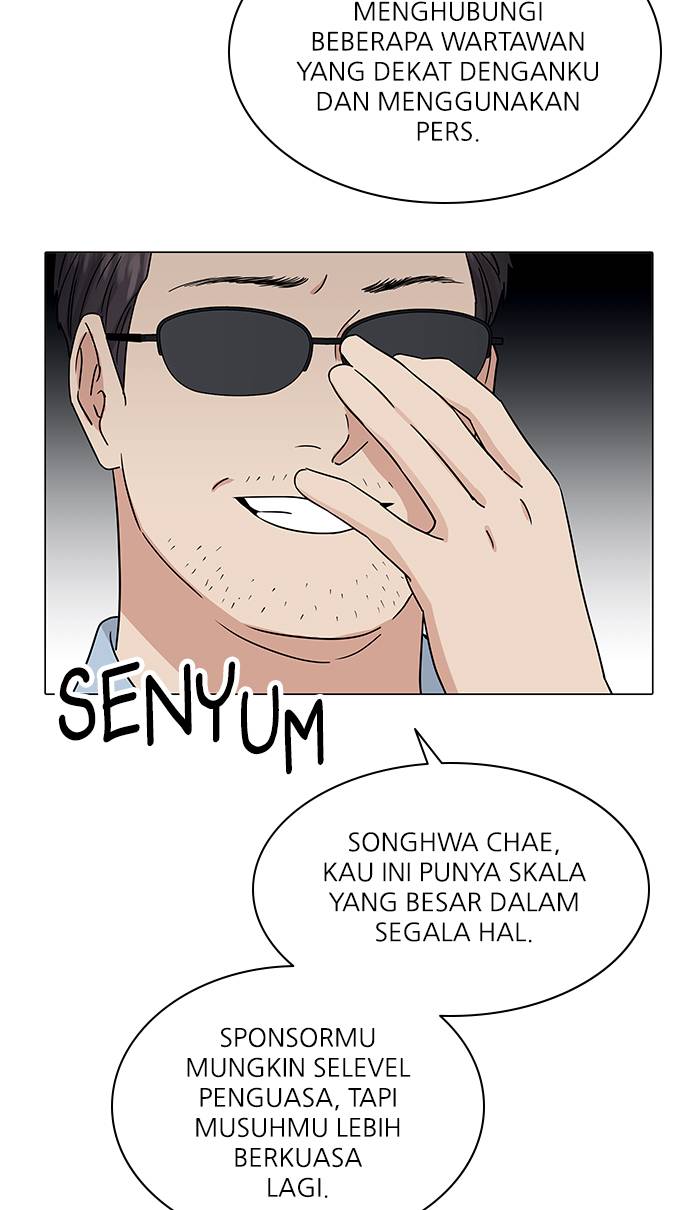 MENGHUBUNGI
BEBERAPA WARTAWAN
YANG DEKAT DENGANKU
DAN MENGGUNAKAN
PERS.
SENYUM
SONGHWA CHAE,
KAU INI PUNYA SKALA
YANG BESAR DALAM
SEGALA HAL.
SPONSORMU
MUNGKIN SELEVEL
PENGUASA, TAPI
MUSUHMU LEBIH
BERKUASA
LAGI.